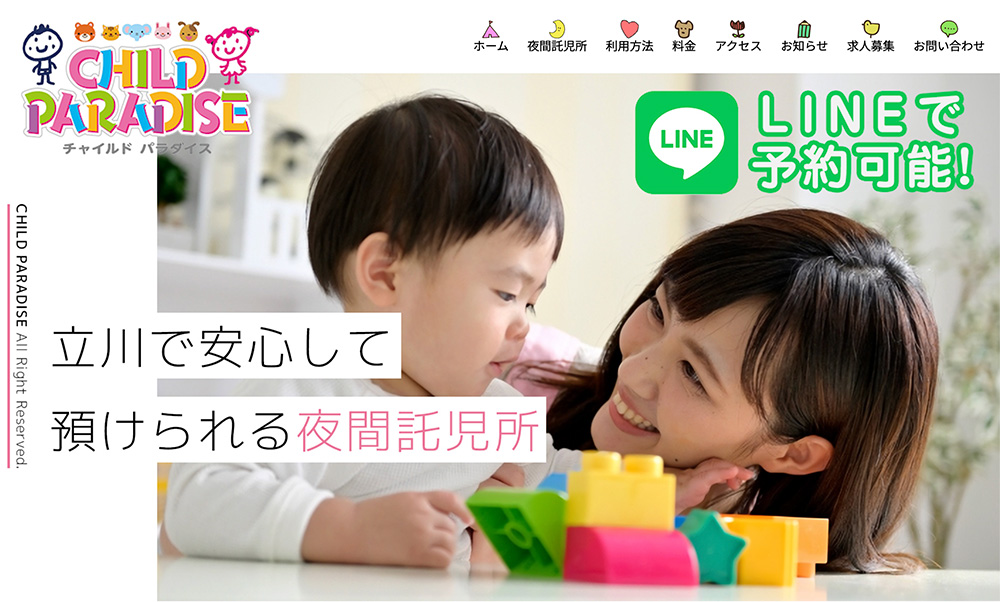 CHILD
PARADISE
チャイルド パラダイス
ホーム
夜間託児所
利用方法
料金
アクセス
お知らせ
求人募集
お問い合わせ
LINE
LINEで
予約可能!
CHILD PARADISE All Right Reserved.
立川で安心して
預けられる夜間託児所